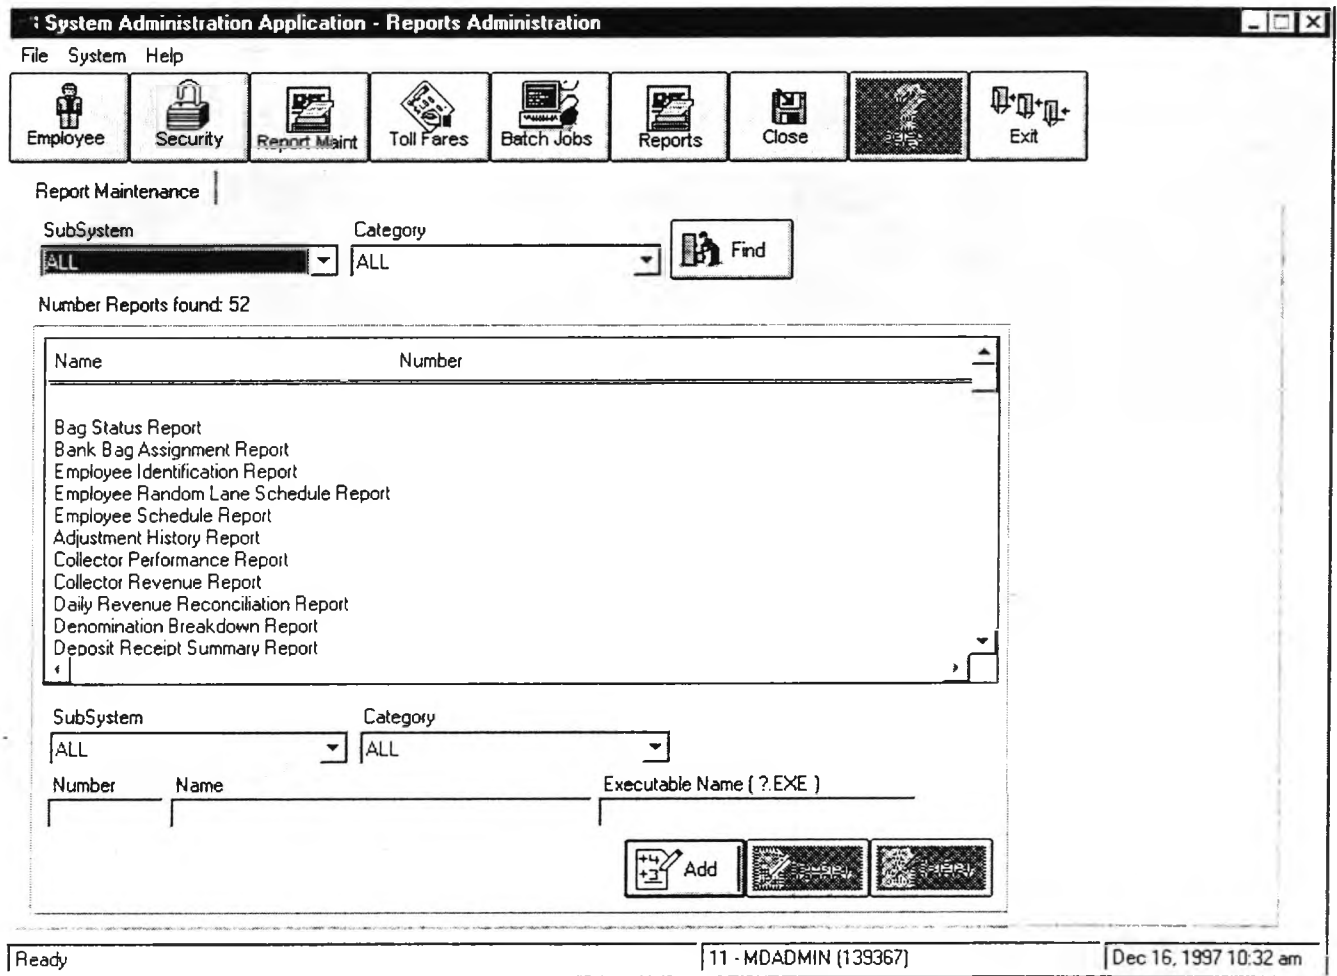 System Administration Application - Reports Administration
File System Help
Employee Security Report Maint Toll Fares Batch Jobs Reports Close Exit
Report Maintenance
SubSystem Category
ALL ALL Find
Number Reports found: 52
Name Number
Bag Status Report
Bank Bag Assignment Report
Employee Identification Report
Employee Random Lane Schedule Report
Employee Schedule Report
Adjustment History Report
Collector Performance Report
Collector Revenue Report
Daily Revenue Reconciliation Report
Denomination Breakdown Report
Deposit Receipt Summary Report
SubSystem Category
ALL ALL
Number Name Executable Name ( ?.EXE )
Add
Ready 11 - MDADMIN (139367) Dec 16, 1997 10:32 am